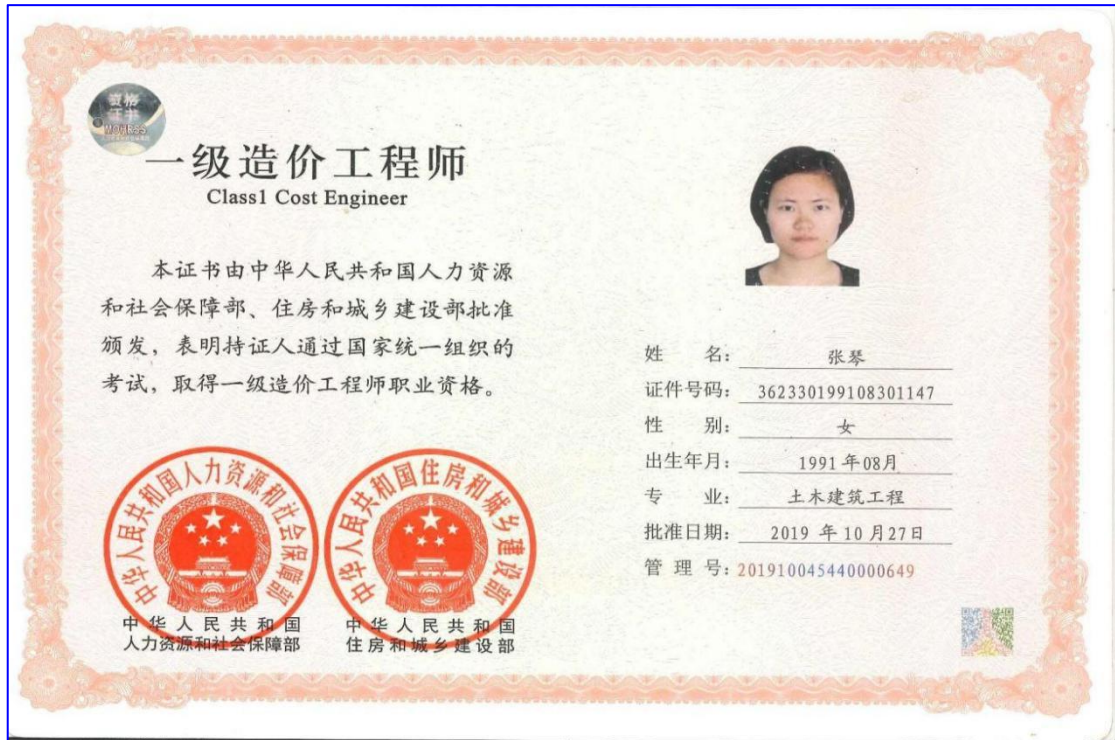 资格
证书
MOHRSS
一级造价工程师
Class1 Cost Engineer
本证书由中华人民共和国人力资源
和社会保障部、住房和城乡建设部批准
颁发，表明持证人通过国家统一组织的
考试，取得一级造价工程师职业资格。
中华人民共和国人力资源和社会保障部
中华人民共和国住房和城乡建设部
中华人民共和国
人力资源和社会保障部
中华人民共和国
住房和城乡建设部
姓 名： 张琴
证件号码： 362330199108301147
性 别： 女
出生年月： 1991年08月
专 业： 土木建筑工程
批准日期： 2019 年 10 月27日
管 理 号：201910045440000649